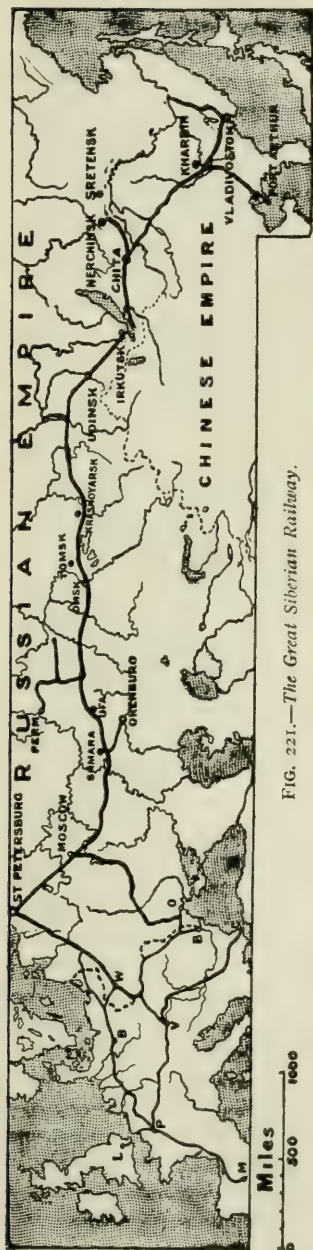 RUSSIAN EMPIRE
ST PETERSBURG
MOSCOW
PERM
SAMARA
UFA
ORENBURG
OMSK
TOMSK
KRASNOYARSK
UDINSK
IRKUTSK
CHITA
NERCHINSK
SRETENSK
KHARBIN
VLADIVOSTOK
PORT ARTHUR
CHINESE EMPIRE
L
P
B
W
V
O
B
C
M
Miles
0 500 1000
FIG. 221.—The Great Siberian Railway.